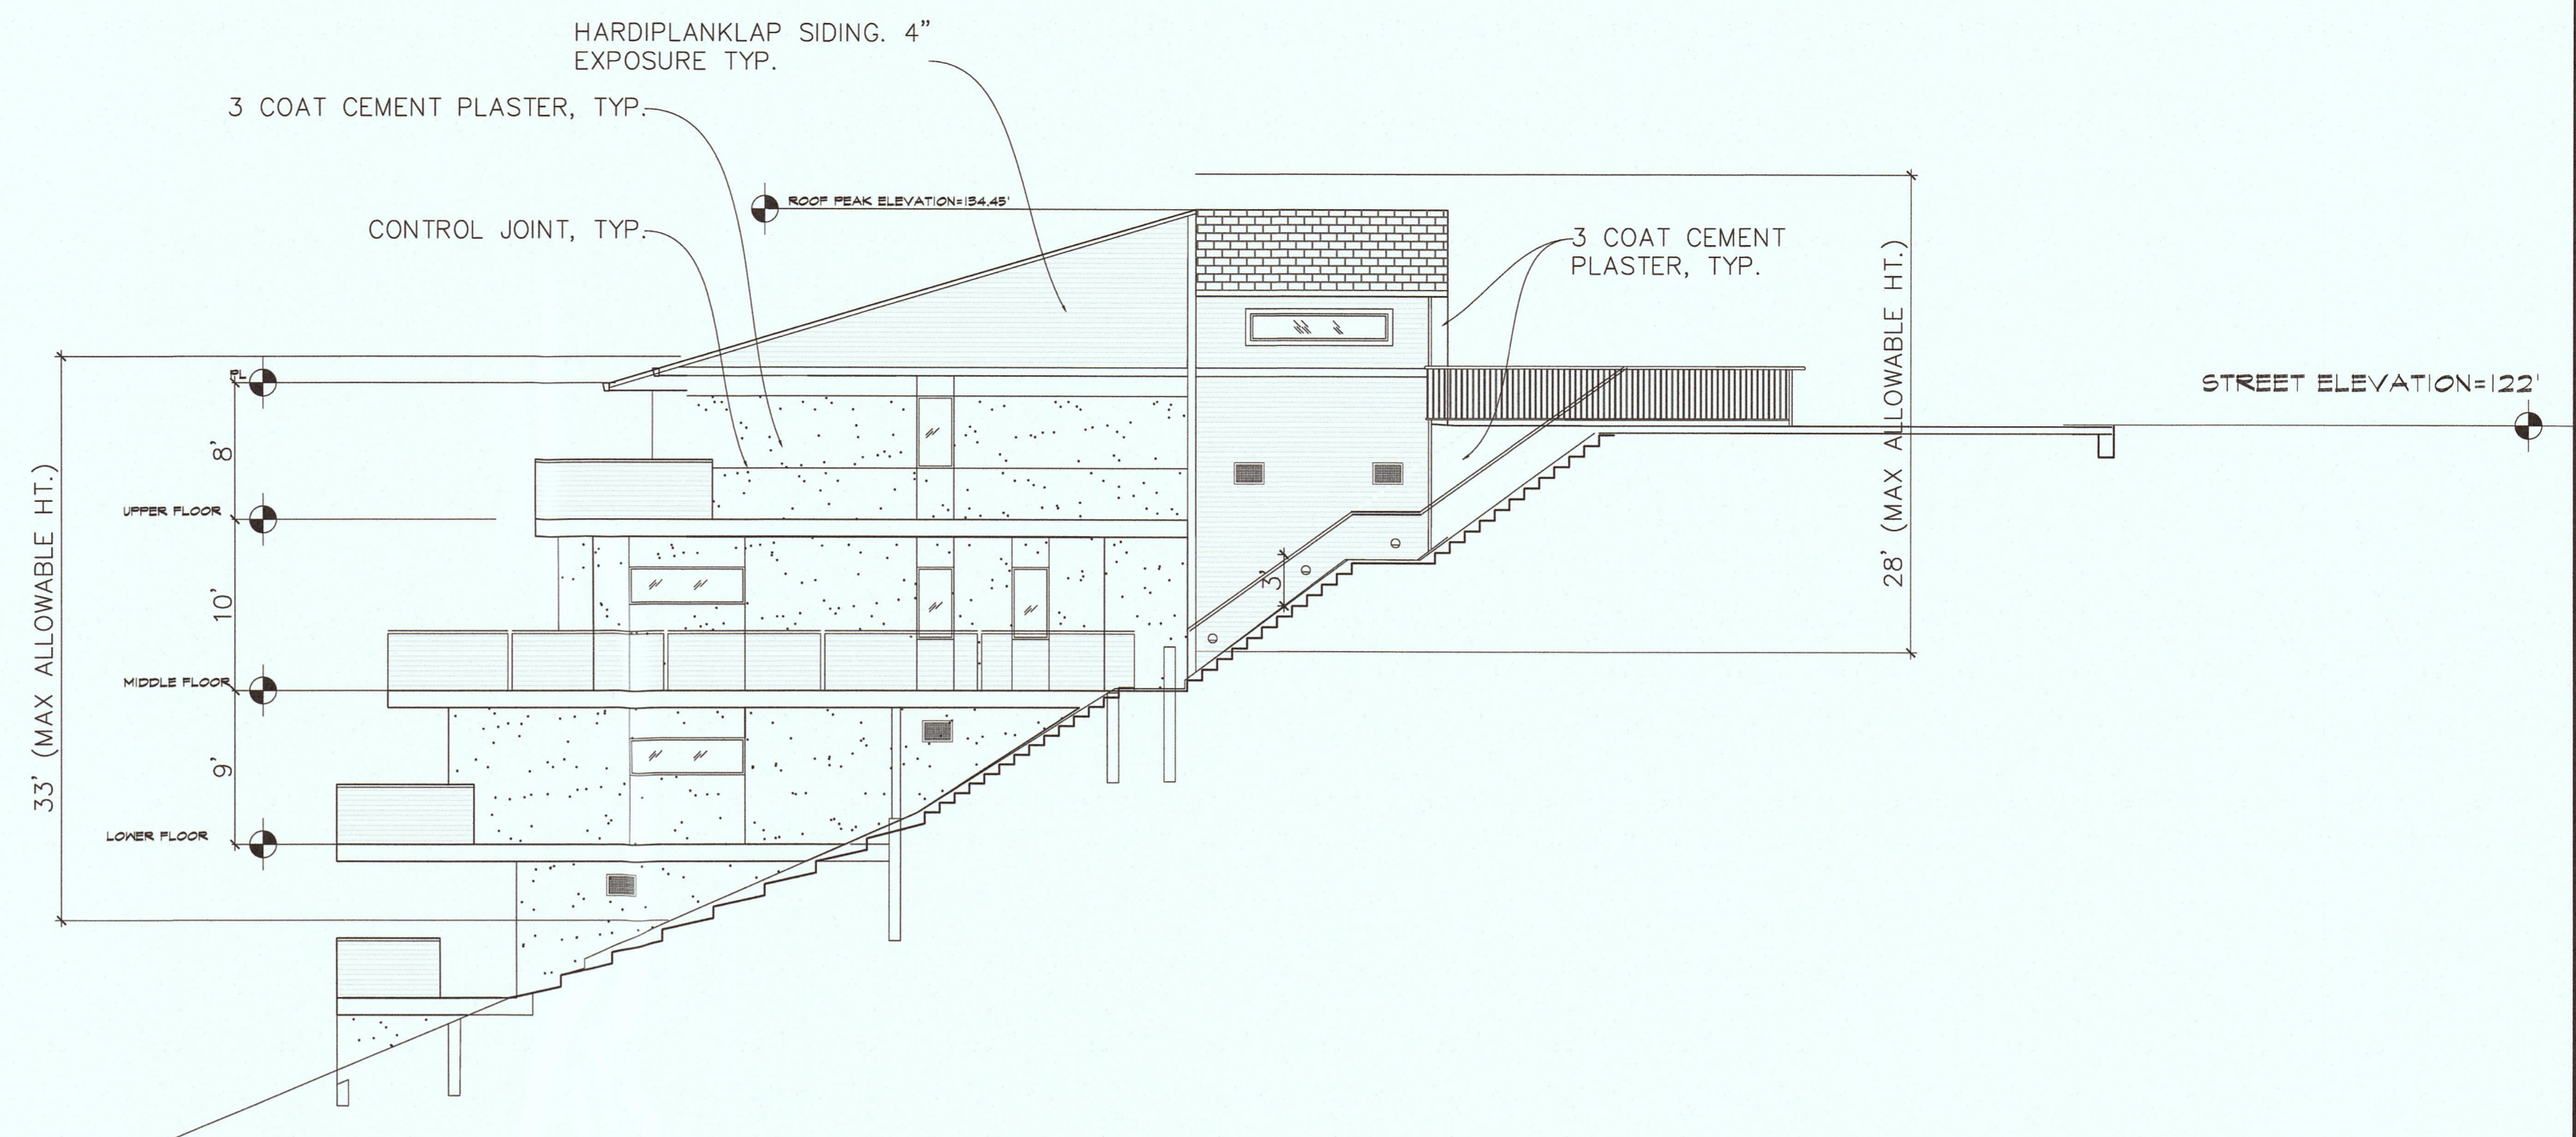 HARDIPLANKLAP SIDING. 4"
EXPOSURE TYP.
3 COAT CEMENT PLASTER, TYP.
ROOF PEAK ELEVATION=134.45'
CONTROL JOINT, TYP.
3 COAT CEMENT
PLASTER, TYP.
28' (MAX ALLOWABLE HT.)
STREET ELEVATION=122'
PL
8'
33' (MAX ALLOWABLE HT.)
UPPER FLOOR
10'
3'
MIDDLE FLOOR
9'
LOWER FLOOR